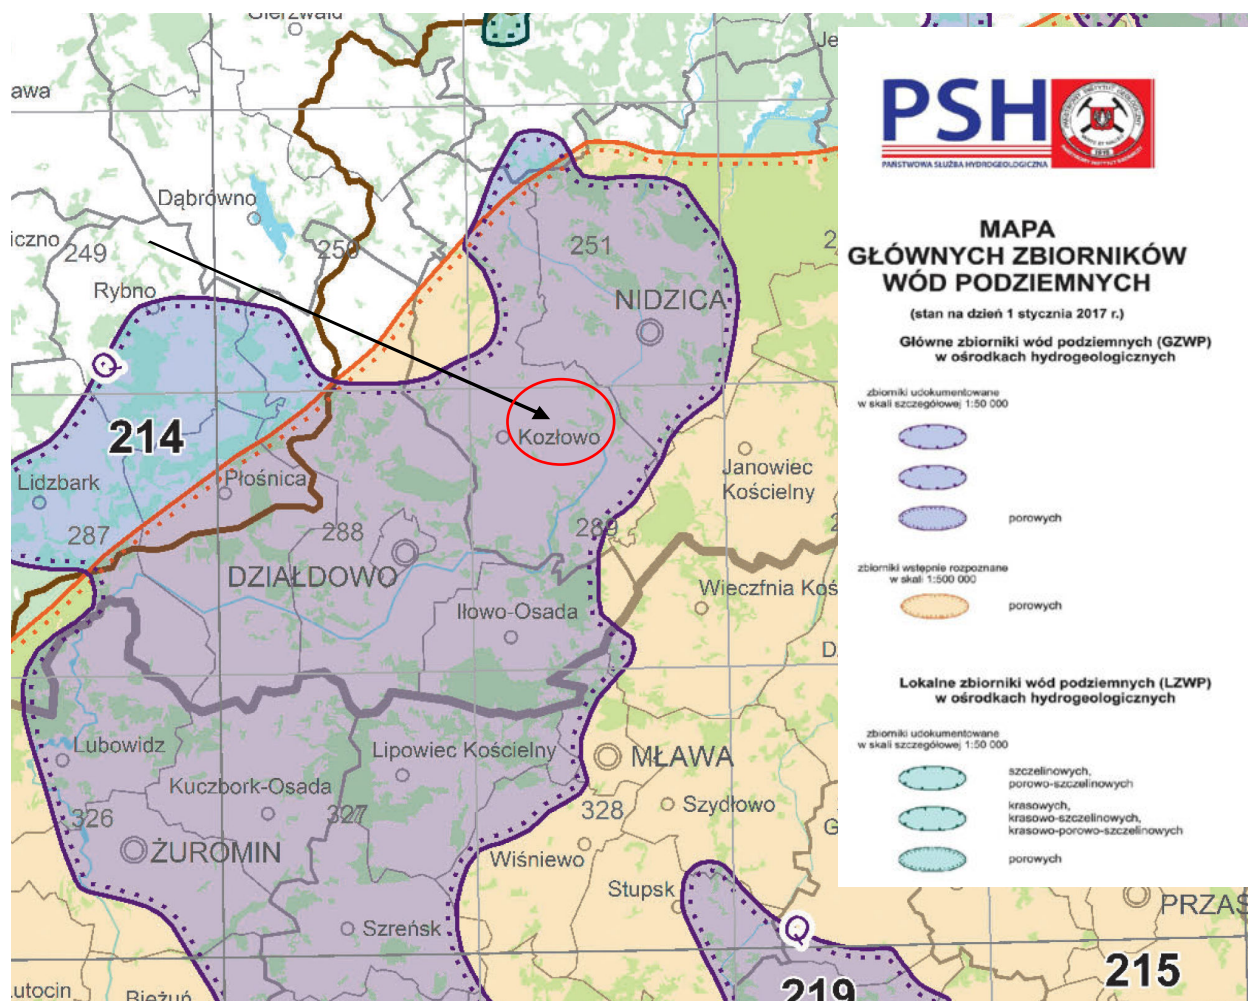 Gierzwałd
Je
awa
Dąbrówno
iczno
249
250
251
2
Rybno
NIDZICA
Q
214
Kozłowo
Lidzbark
Płośnica
Janowiec
Kościelny
287
288
289
2
DZIAŁDOWO
Wieczfnia Koś
Iłowo-Osada
D
Lubowidz
Lipowiec Kościelny
MŁAWA
Kuczbork-Osada
Szydłowo
326
327
328
G
ŻUROMIN
Wiśniewo
Stupsk
Szreńsk
Q
PRZAS
215
219
utocin
Bieżuń
PSH
PAŃSTWOWA SŁUŻBA HYDROGEOLOGICZNA
MAPA
GŁÓWNYCH ZBIORNIKÓW
WÓD PODZIEMNYCH
(stan na dzień 1 stycznia 2017 r.)
Główne zbiorniki wód podziemnych (GZWP)
w ośrodkach hydrogeologicznych
zbiorniki udokumentowane
w skali szczegółowej 1:50 000
porowych
zbiorniki wstępnie rozpoznane
w skali 1:500 000
porowych
Lokalne zbiorniki wód podziemnych (LZWP)
w ośrodkach hydrogeologicznych
zbiorniki udokumentowane
w skali szczegółowej 1:50 000
szczelinowych,
porowo-szczelinowych
krasowych,
krasowo-szczelinowych,
krasowo-porowo-szczelinowych
porowych